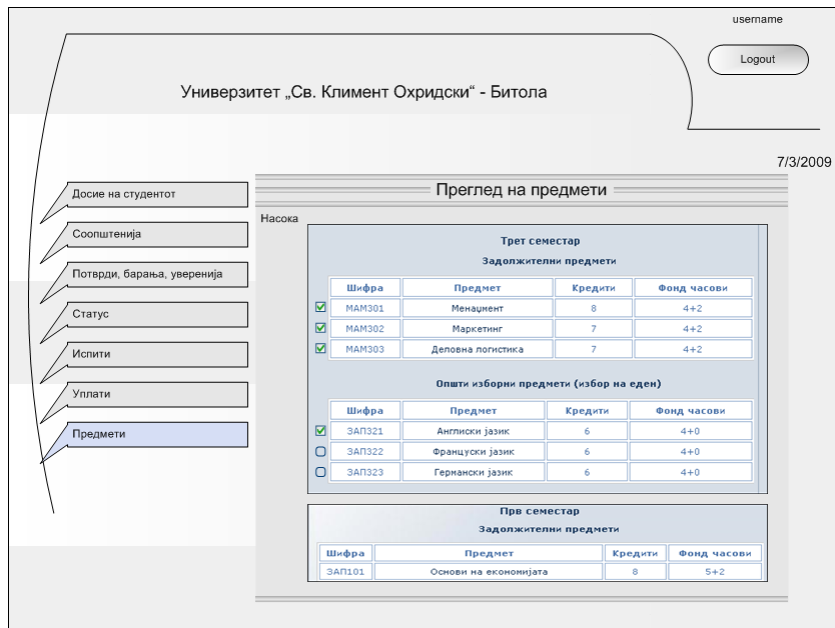 username
Logout
Универзитет „Св. Климент Охридски“ - Битола
7/3/2009
Досие на студентот
Соопштенија
Потврди, барања, уверенија
Статус
Испити
Уплати
Предмети
Преглед на предмети
Насока
Трет семестар
Задолжителни предмети
Шифра Предмет Кредити Фонд часови
МАМ301 Менаџмент 8 4+2
МАМ302 Маркетинг 7 4+2
МАМ303 Деловна логистика 7 4+2
Општи изборни предмети (избор на еден)
Шифра Предмет Кредити Фонд часови
ЗАП321 Англиски јазик 6 4+0
ЗАП322 Француски јазик 6 4+0
ЗАП323 Германски јазик 6 4+0
Прв семестар
Задолжителни предмети
Шифра Предмет Кредити Фонд часови
ЗАП101 Основи на економијата 8 5+2